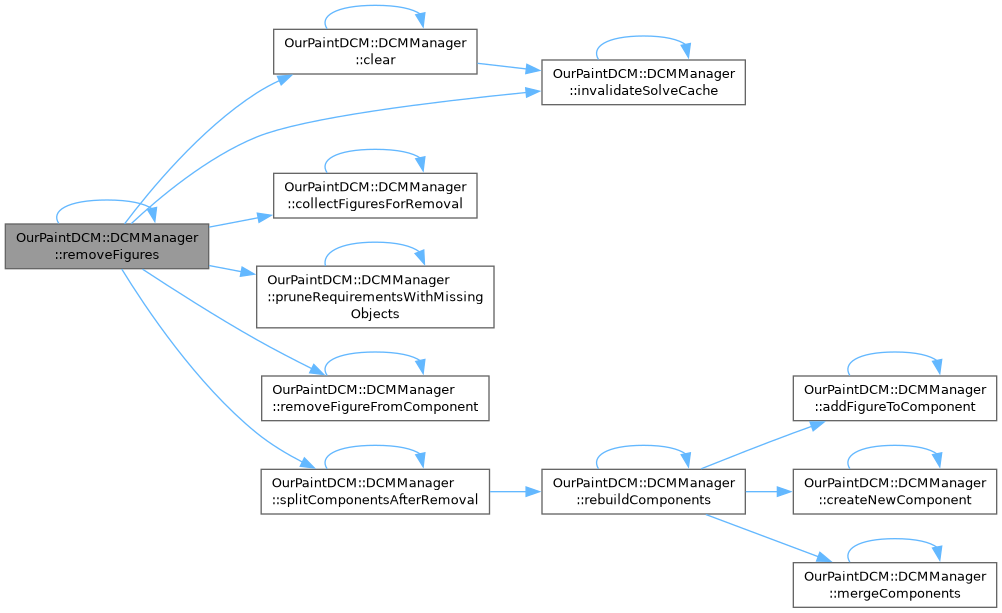 OurPaintDCM::DCMManager
::removeFigures
OurPaintDCM::DCMManager
::clear
OurPaintDCM::DCMManager
::invalidateSolveCache
OurPaintDCM::DCMManager
::collectFiguresForRemoval
OurPaintDCM::DCMManager
::pruneRequirementsWithMissing
Objects
OurPaintDCM::DCMManager
::removeFigureFromComponent
OurPaintDCM::DCMManager
::splitComponentsAfterRemoval
OurPaintDCM::DCMManager
::rebuildComponents
OurPaintDCM::DCMManager
::addFigureToComponent
OurPaintDCM::DCMManager
::createNewComponent
OurPaintDCM::DCMManager
::mergeComponents